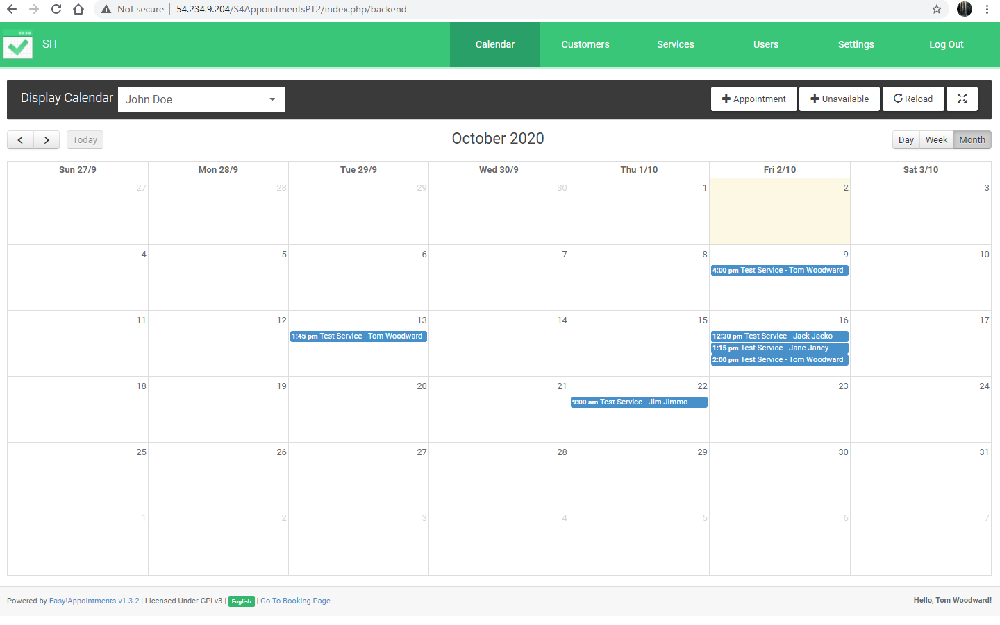 Not secure | 54.234.9.204/S4AppointmentsPT2/index.php/backend
SIT Calendar Customers Services Users Settings Log Out
Display Calendar John Doe Appointment Unavailable Reload
Today October 2020 Day Week Month
Sun 27/9 Mon 28/9 Tue 29/9 Wed 30/9 Thu 1/10 Fri 2/10 Sat 3/10
27 28 29 30 1 2 3
4 5 6 7 8 9 10
4:00 pm Test Service - Tom Woodward
11 12 13 14 15 16 17
1:45 pm Test Service - Tom Woodward 12:30 pm Test Service - Jack Jacko
1:15 pm Test Service - Jane Janey
2:00 pm Test Service - Tom Woodward
18 19 20 21 22 23 24
9:00 am Test Service - Jim Jimmo
25 26 27 28 29 30 31
1 2 3 4 5 6 7
Powered by Easy!Appointments v1.3.2 | Licensed Under GPLv3 | English | Go To Booking Page Hello, Tom Woodward!